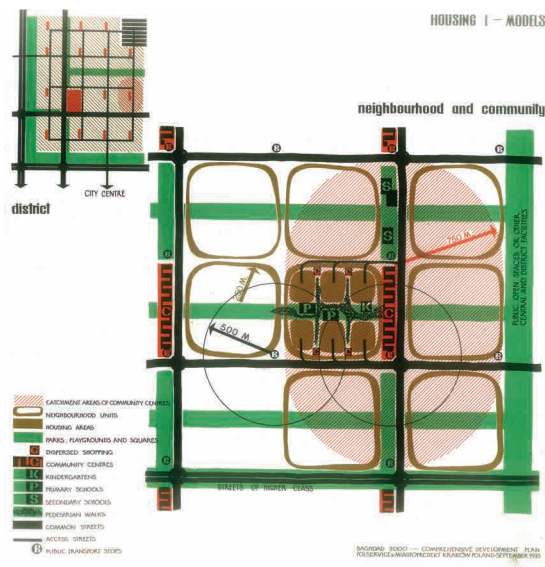 HOUSING I – MODELS
neighbourhood and community
CITY CENTRE
district
R
R
R
S
S
750 M.
PUBLIC OPEN SPACES OR OTHER
CENTRAL AND DISTRICT FACILITIES
250 M
C
C
C
C
P
P
K
C
C
500 M
R
R
R
STREETS OF HIGHER CLASS
CATCHMENT AREAS OF COMMUNITY CENTRES
NEIGHBOURHOOD UNITS
HOUSING AREAS
PARKS, PLAYGROUNDS AND SQUARES
C DISPERSED SHOPPING
C COMMUNITY CENTRES
K KINDERGARTENS
P PRIMARY SCHOOLS
S SECONDARY SCHOOLS
PEDESTRIAN WALKS
COMMON STREETS
ACCESS STREETS
R PUBLIC TRANSPORT STOPS
BAGHDAD 2000 — COMPREHENSIVE DEVELOPMENT PLAN
POLSERVICE MIASTOPROJEKT KRAKÓW POLAND-SEPTEMBER 1973